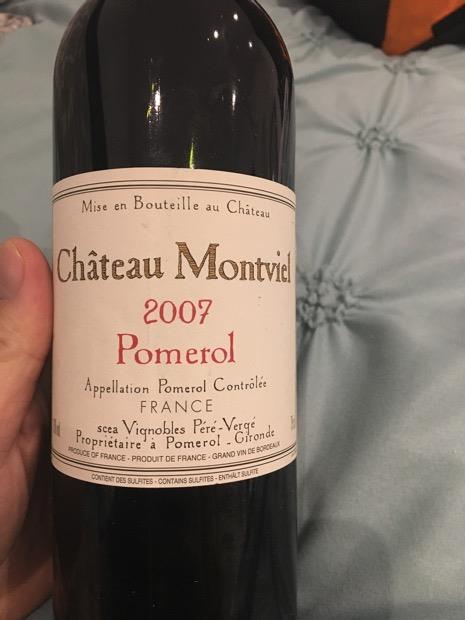 Mise en Bouteille au Château
Château Montviel
2007
Pomerol
Appellation Pomerol Contrôlée
FRANCE
scea Vignobles Péré-Vergé
Propriétaire à Pomerol - Gironde
PRODUCE OF FRANCE - PRODUIT DE FRANCE - GRAND VIN DE BORDEAUX
CONTIENT DES SULFITES - CONTAINS SULFITES - ENTHÄLT SULFITE